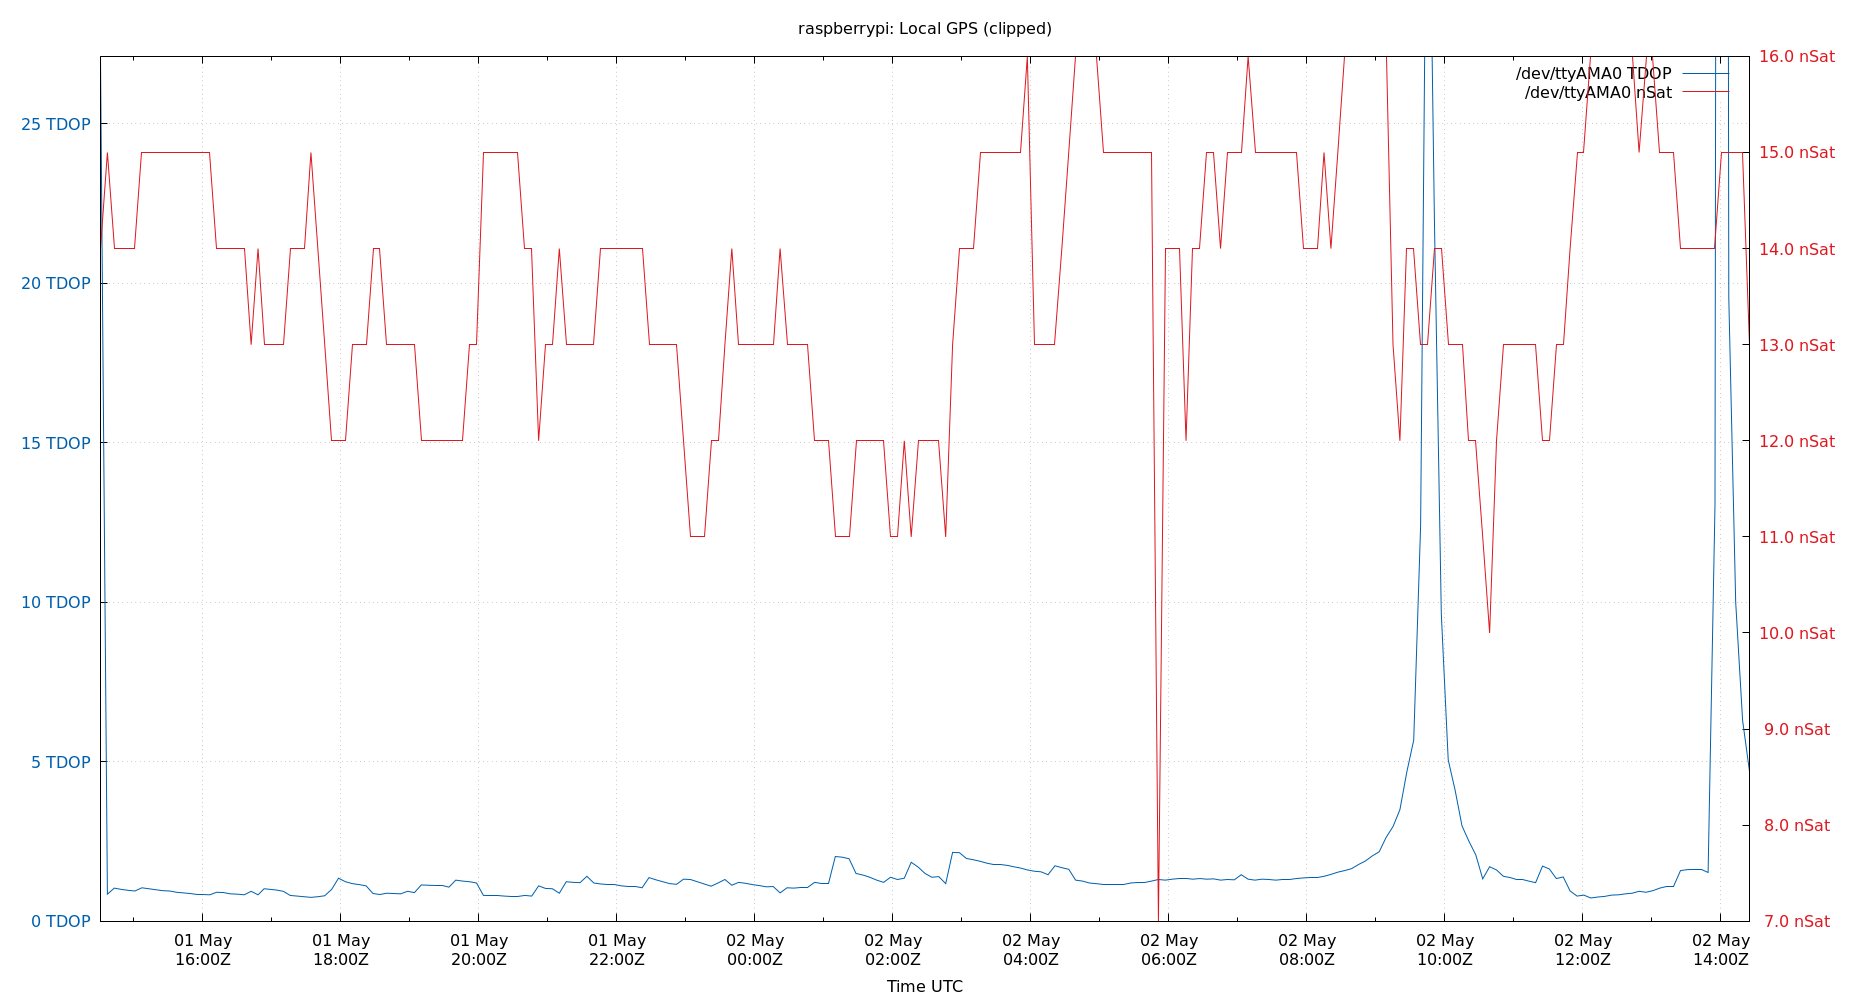 raspberrypi: Local GPS (clipped)
/dev/ttyAMA0 TDOP
/dev/ttyAMA0 nSat
25 TDOP
20 TDOP
15 TDOP
10 TDOP
5 TDOP
0 TDOP
16.0 nSat
15.0 nSat
14.0 nSat
13.0 nSat
12.0 nSat
11.0 nSat
10.0 nSat
9.0 nSat
8.0 nSat
7.0 nSat
01 May
16:00Z
01 May
18:00Z
01 May
20:00Z
01 May
22:00Z
02 May
00:00Z
02 May
02:00Z
02 May
04:00Z
02 May
06:00Z
02 May
08:00Z
02 May
10:00Z
02 May
12:00Z
02 May
14:00Z
Time UTC